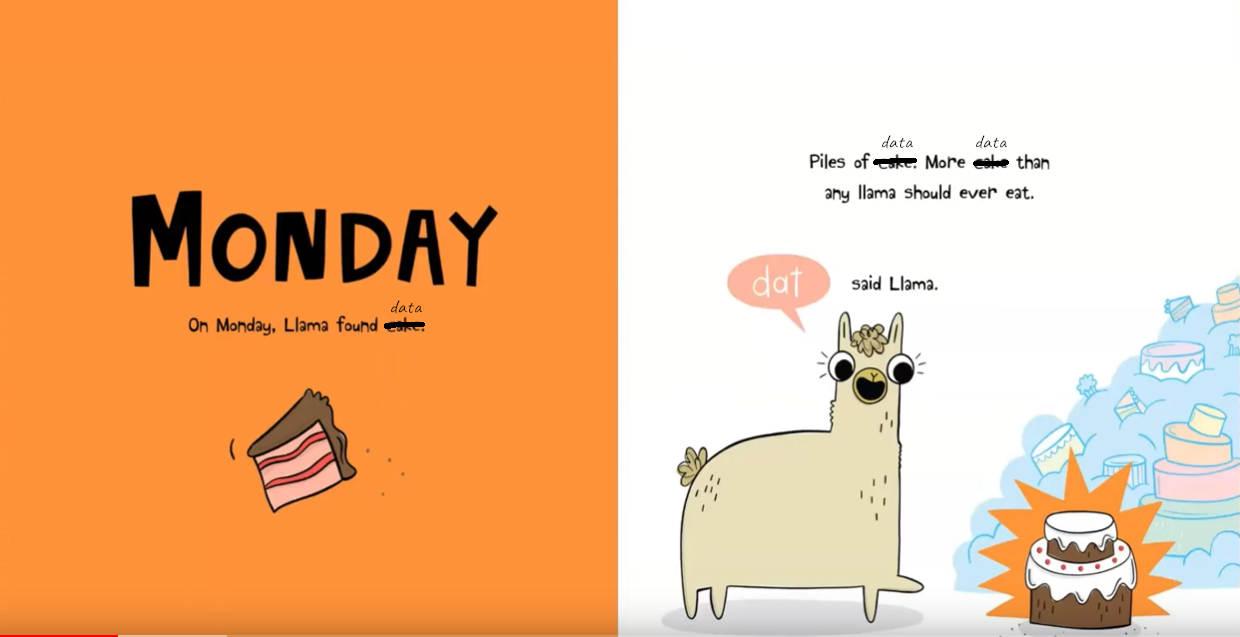 MONDAY
data
On Monday, Llama found cake.
data data
Piles of cake. More cake than
any llama should ever eat.
dat
said Llama.